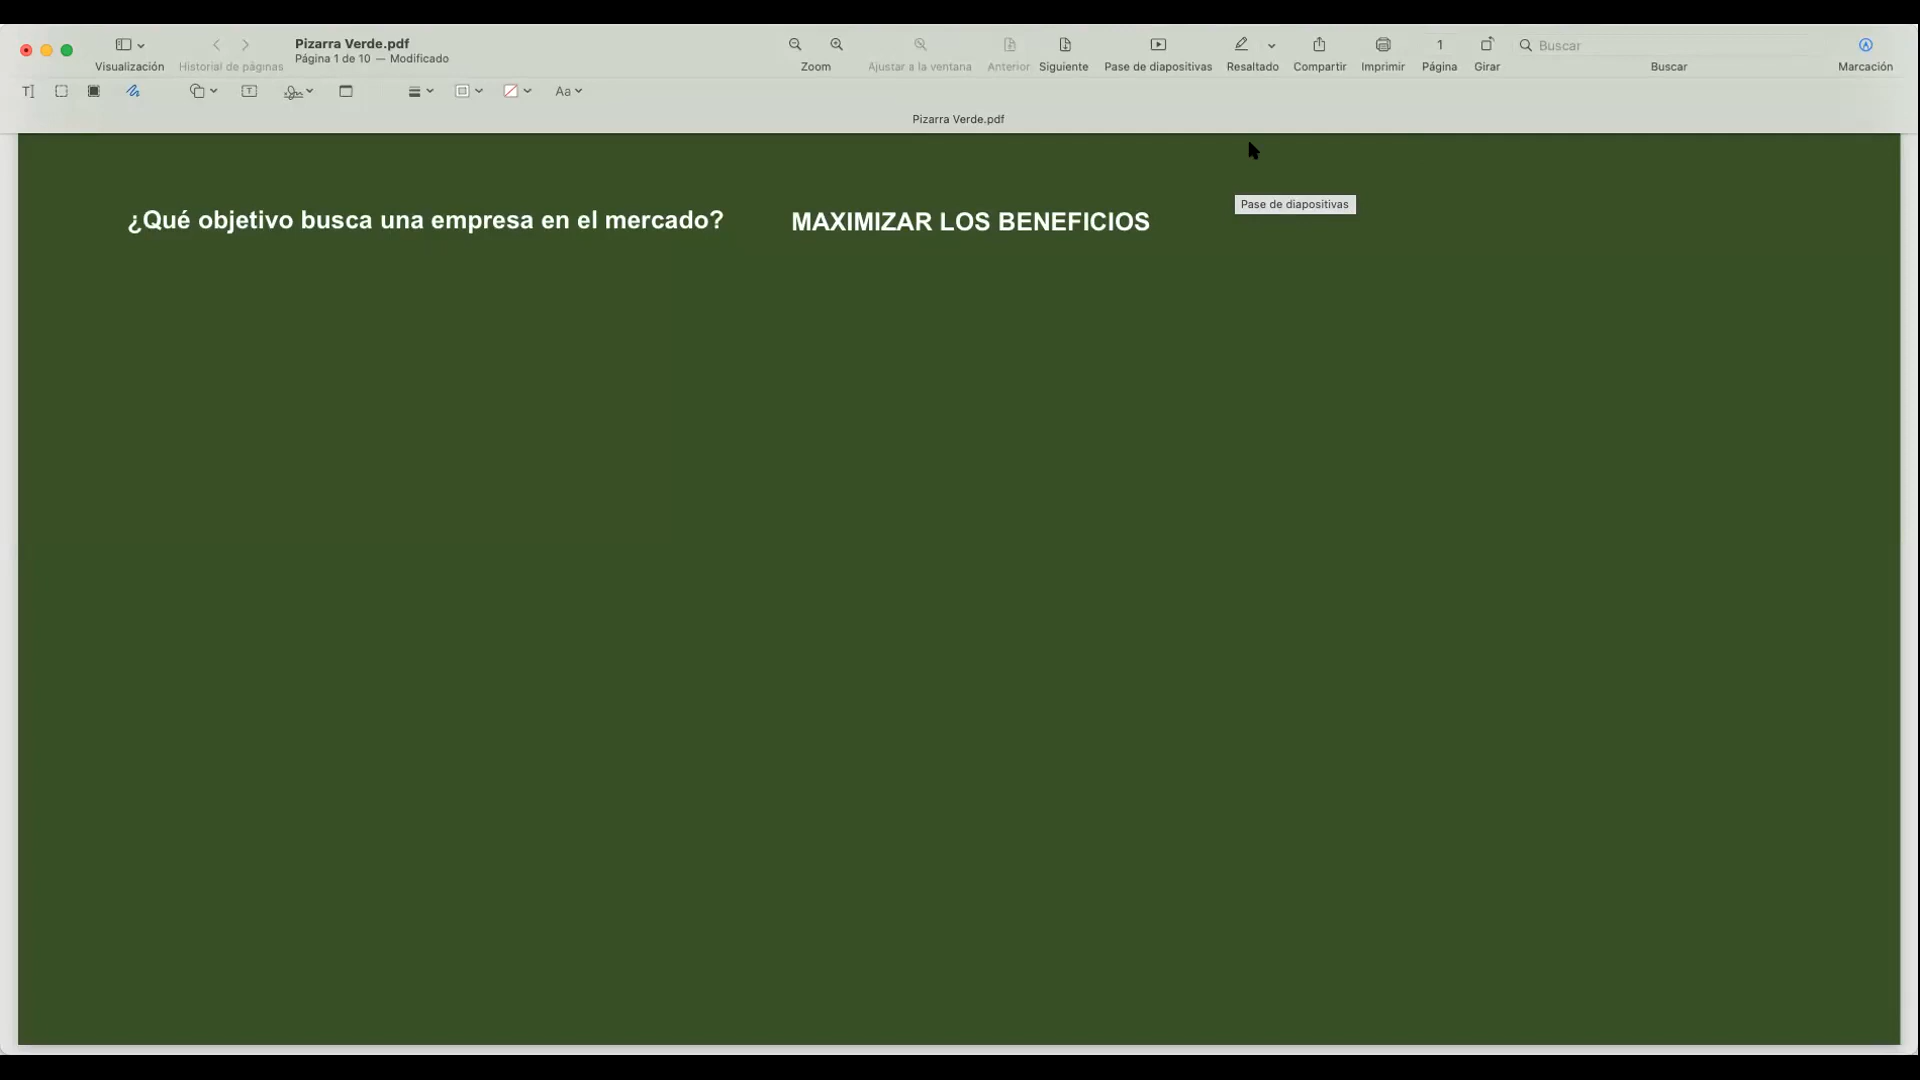 Pizarra Verde.pdf
Página 1 de 10 — Modificado
Visualización
Historial de páginas
Zoom
Ajustar a la ventana
Anterior
Siguiente
Pase de diapositivas
Resaltado
Compartir
Imprimir
1
Página
Girar
Buscar
Buscar
Marcación
Aa
Pizarra Verde.pdf
Pase de diapositivas
¿Qué objetivo busca una empresa en el mercado? MAXIMIZAR LOS BENEFICIOS